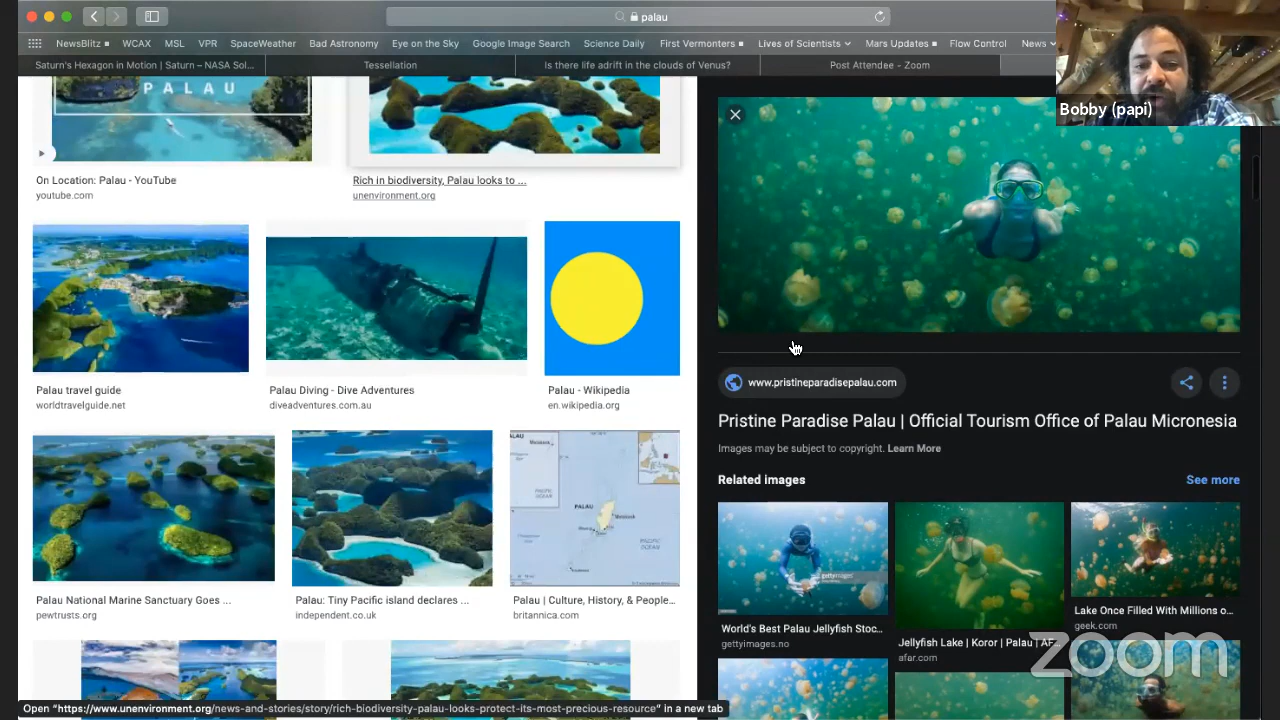 palau
NewsBlitz
WCAX
MSL
VPR
SpaceWeather
Bad Astronomy
Eye on the Sky
Google Image Search
Science Daily
First Vermonters
Lives of Scientists
Mars Updates
Flow Control
News
Saturn's Hexagon in Motion | Saturn – NASA Sol...
Tessellation
Is there life adrift in the clouds of Venus?
Post Attendee - Zoom
Bobby (papi)
PALAU
On Location: Palau - YouTube
youtube.com
Rich in biodiversity, Palau looks to ...
unenvironment.org
Palau travel guide
worldtravelguide.net
Palau Diving - Dive Adventures
diveadventures.com.au
Palau - Wikipedia
en.wikipedia.org
PALAU
PACIFIC
OCEAN
Palau National Marine Sanctuary Goes ...
pewtrusts.org
Palau: Tiny Pacific island declares ...
independent.co.uk
Palau | Culture, History, & People...
britannica.com
www.pristineparadisepalau.com
Pristine Paradise Palau | Official Tourism Office of Palau Micronesia
Images may be subject to copyright. Learn More
Related images
See more
gettyimages
World's Best Palau Jellyfish Stoc...
gettyimages.no
Jellyfish Lake | Koror | Palau | AF...
afar.com
Lake Once Filled With Millions o...
geek.com
zoom
Open "https://www.unenvironment.org/news-and-stories/story/rich-biodiversity-palau-looks-protect-its-most-precious-resource" in a new tab